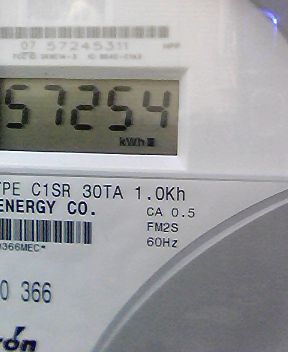 07 57245311
57254
kWh
TYPE C1SR 30TA 1.0Kh
ENERGY CO.
CA 0.5
FM2S
60Hz
0 366